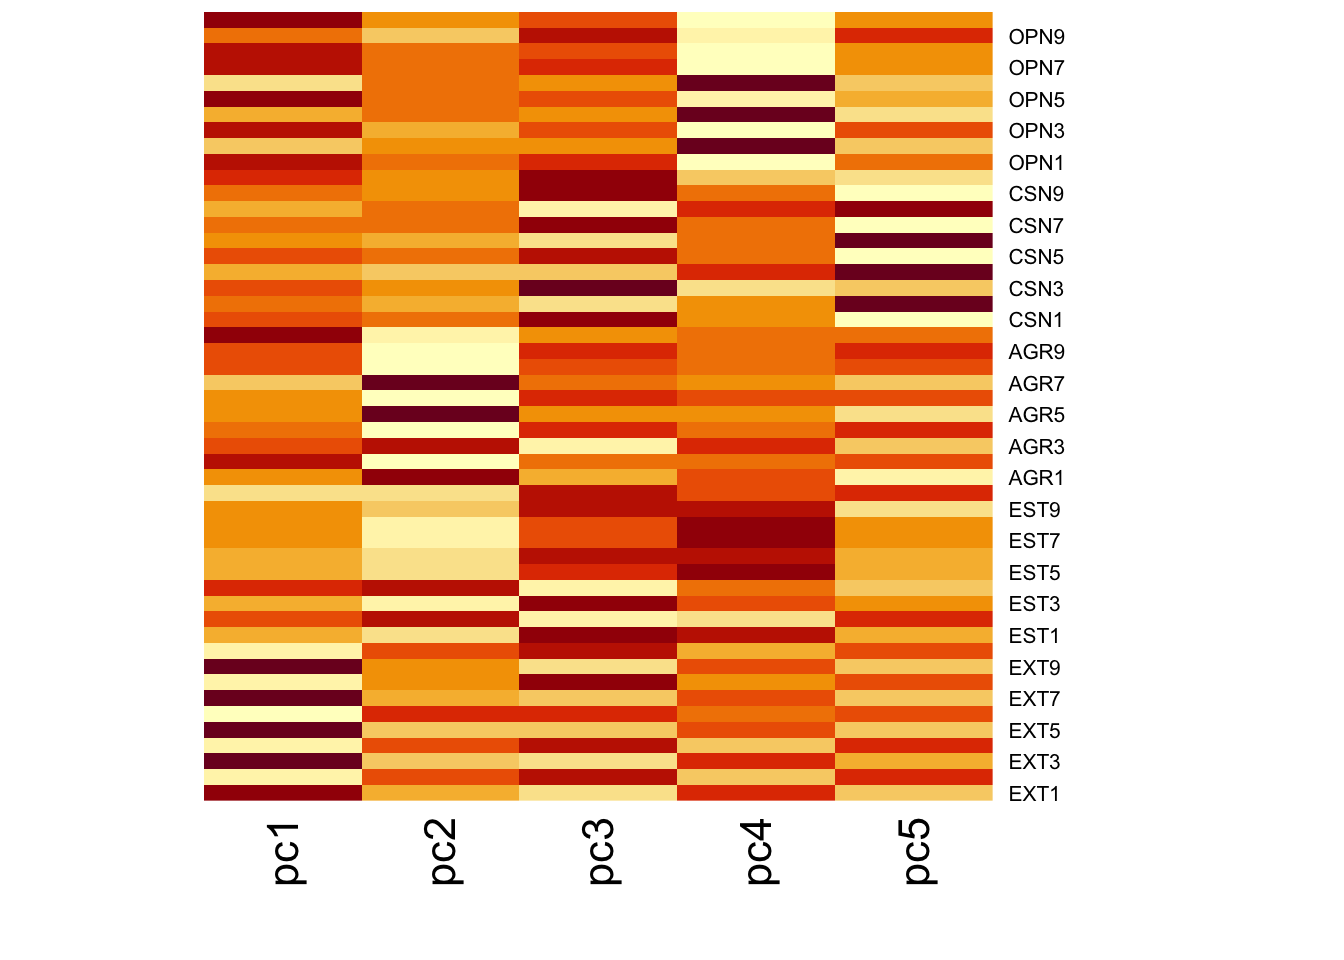 OPN9
OPN7
OPN5
OPN3
OPN1
CSN9
CSN7
CSN5
CSN3
CSN1
AGR9
AGR7
AGR5
AGR3
AGR1
EST9
EST7
EST5
EST3
EST1
EXT9
EXT7
EXT5
EXT3
EXT1
pc1
pc2
pc3
pc4
pc5